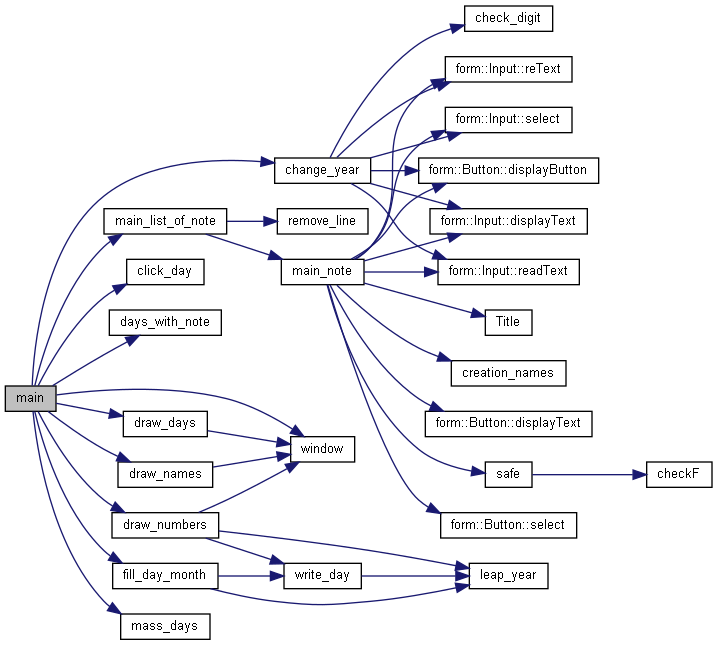 check_digit
form::Input::reText
form::Input::select
change_year
form::Button::displayButton
main_list_of_note
remove_line
form::Input::displayText
click_day
main_note
form::Input::readText
days_with_note
Title
creation_names
main
draw_days
form::Button::displayText
window
draw_names
safe
checkF
draw_numbers
form::Button::select
fill_day_month
write_day
leap_year
mass_days